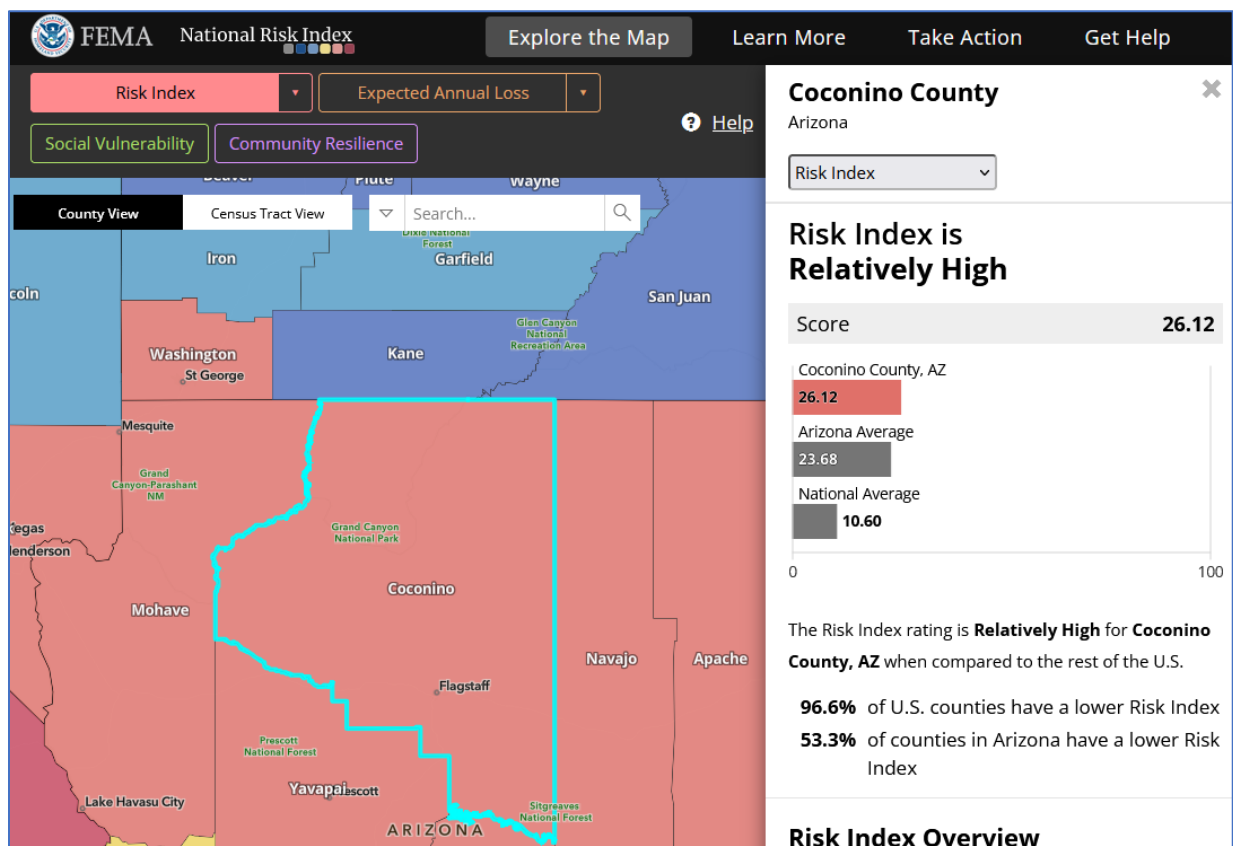 FEMA National Risk Index
Explore the Map
Learn More
Take Action
Get Help
Risk Index
Expected Annual Loss
Social Vulnerability
Community Resilience
Help
County View
Census Tract View
Search...
Wayne
Dixie National
Forest
Iron
Garfield
San Juan
Glen Canyon
National
Recreation Area
Washington
St George
Kane
Mesquite
Grand
Canyon-Parashant
NM
Grand Canyon
National Park
Coconino
Mohave
Navajo
Apache
Flagstaff
Prescott
National Forest
Yavapai
Lake Havasu City
Sitgreaves
National Forest
ARIZONA
Coconino County
Arizona
Risk Index
Risk Index is
Relatively High
Score 26.12
Coconino County, AZ
26.12
Arizona Average
23.68
National Average
10.60
0 100
The Risk Index rating is Relatively High for Coconino
County, AZ when compared to the rest of the U.S.
96.6% of U.S. counties have a lower Risk Index
53.3% of counties in Arizona have a lower Risk
Index
Risk Index Overview